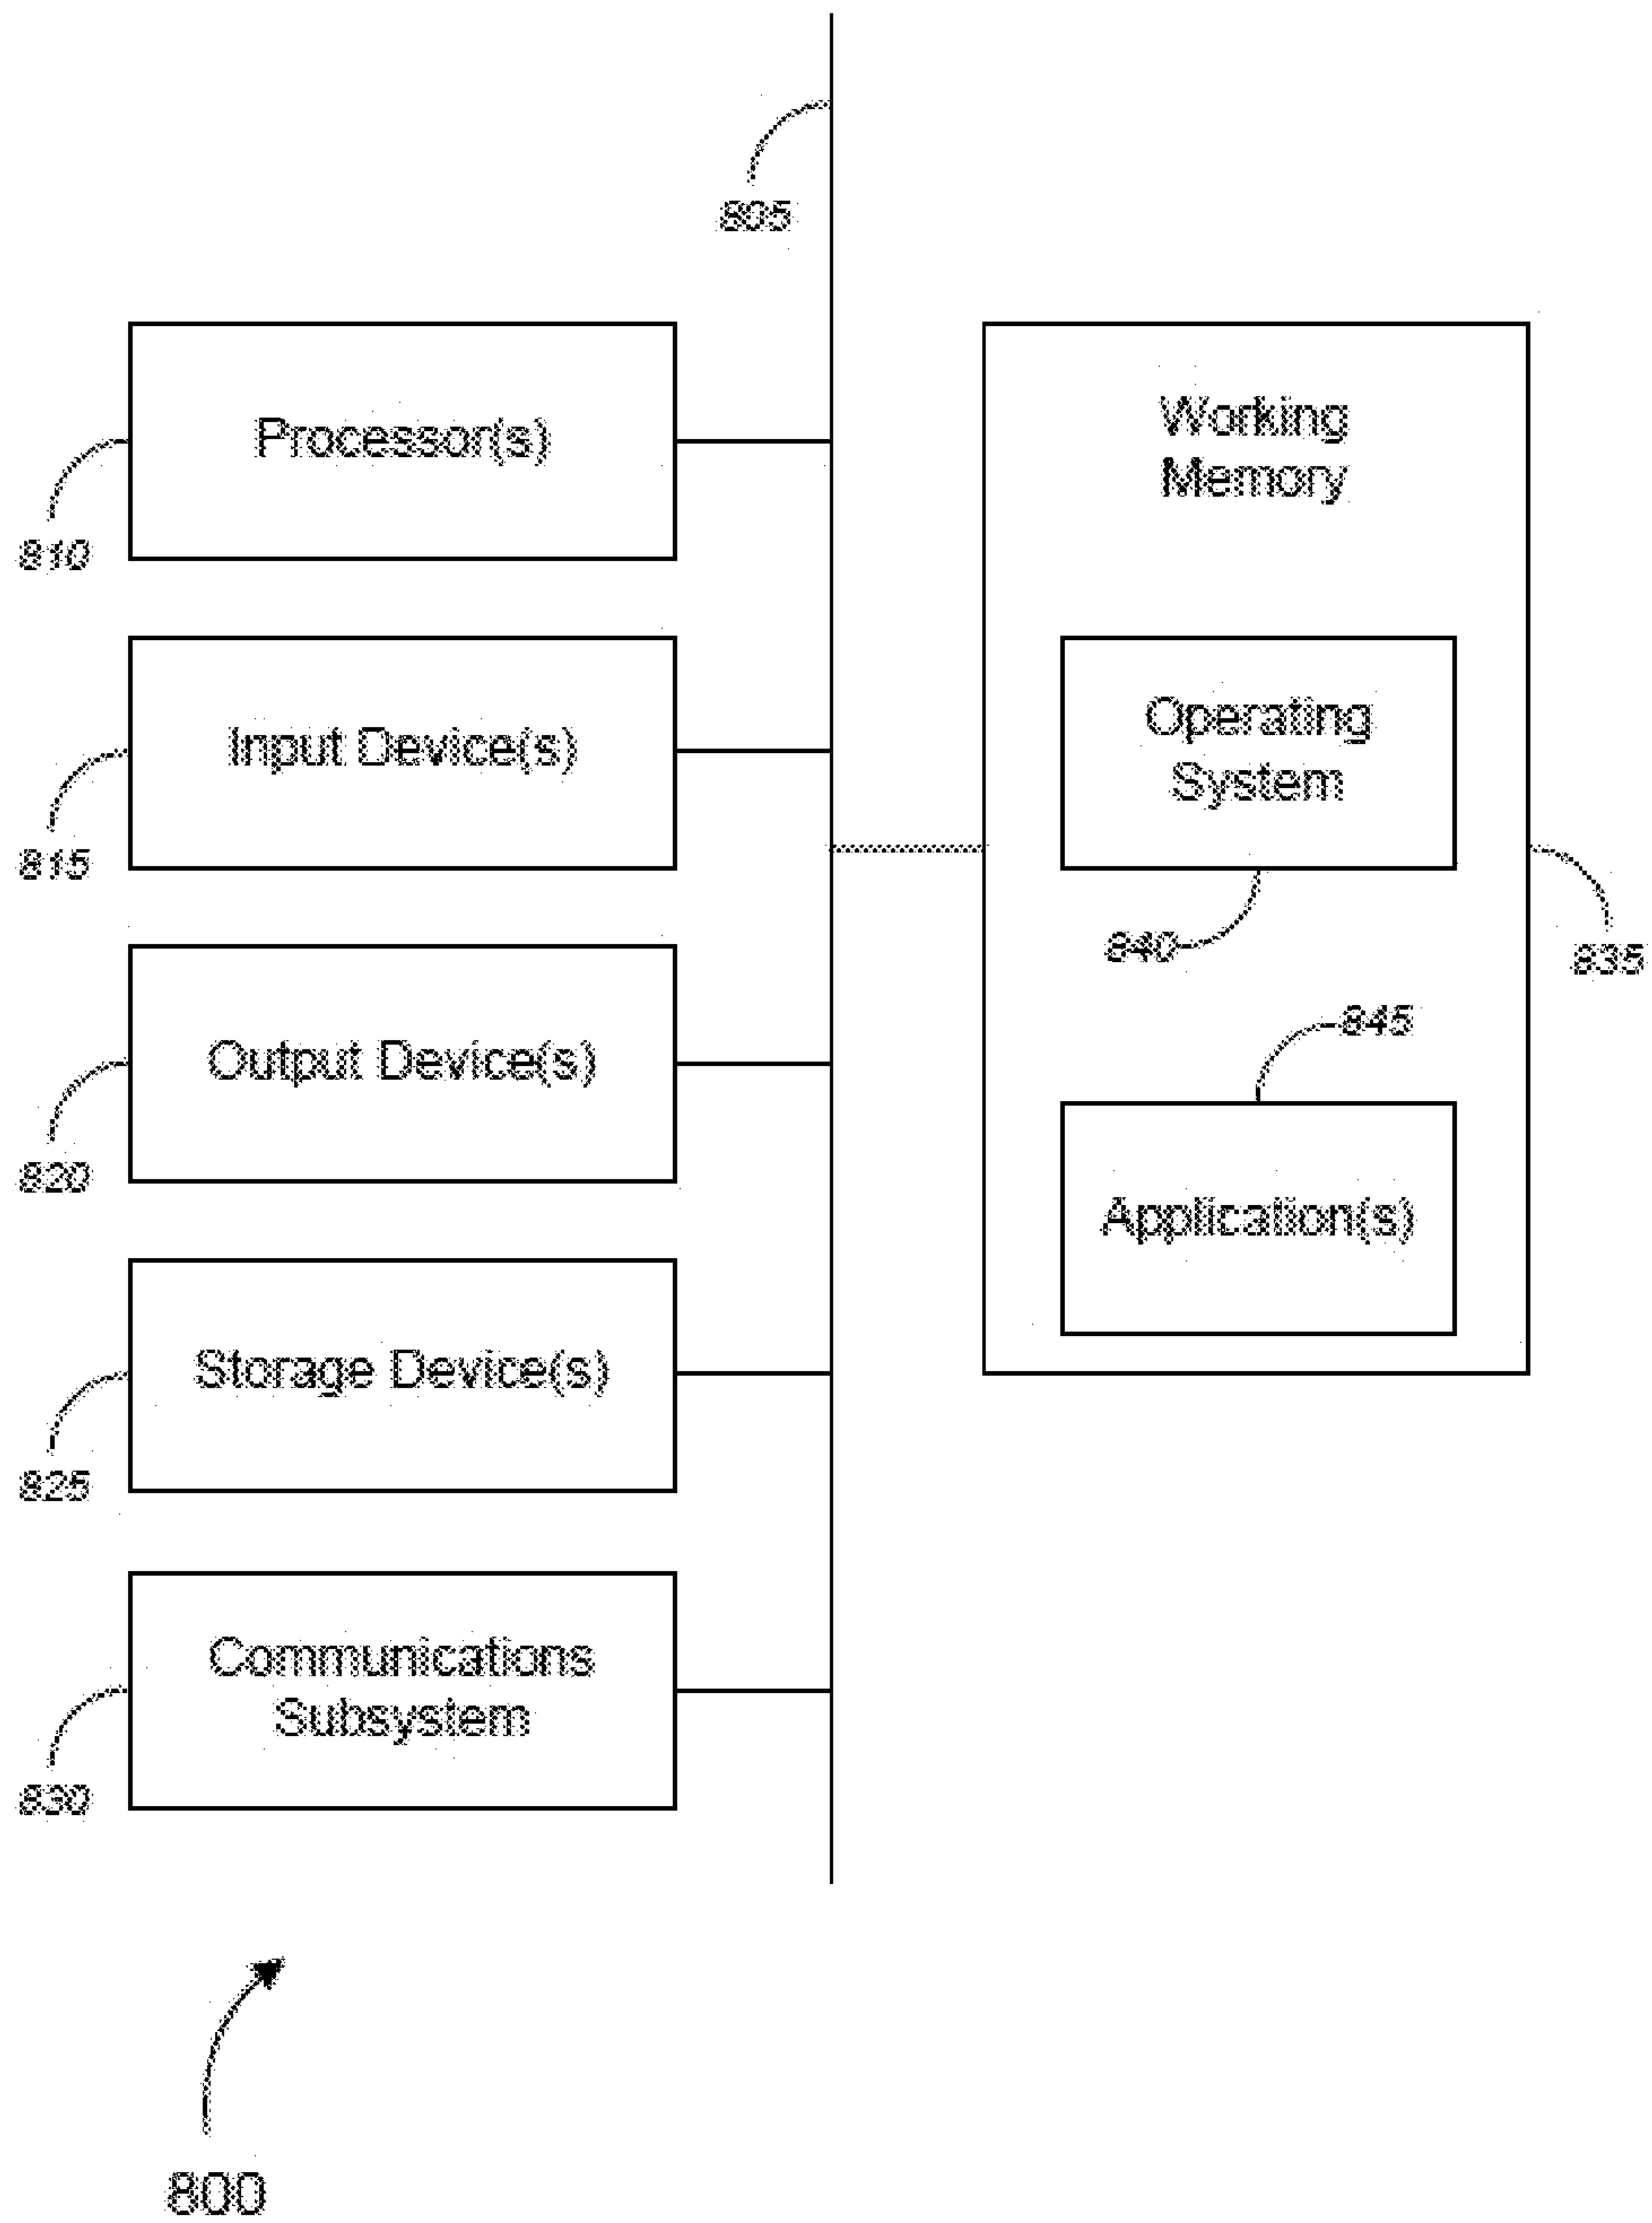 805
Processor(s)
810
Working
Memory
Input Device(s)
815
Operating
System
840
835
Output Device(s)
820
845
Application(s)
Storage Device(s)
825
Communications
Subsystem
830
800